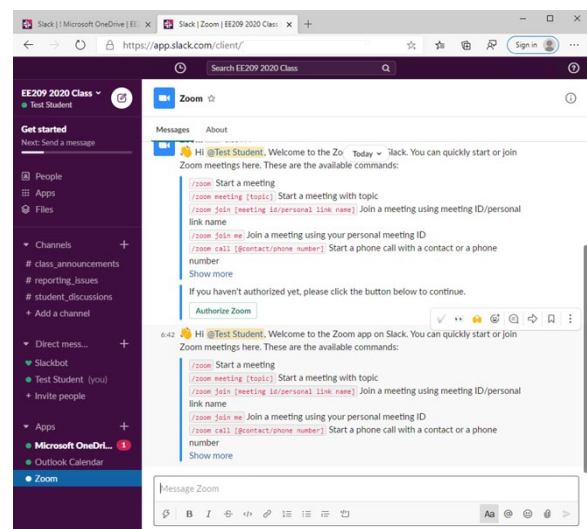 Slack | ! Microsoft OneDrive | EE
Slack | Zoom | EE209 2020 Class
https://app.slack.com/client/
Sign in
Search EE209 2020 Class
EE209 2020 Class
Test Student
Zoom
Get started
Next: Send a message
People
Apps
Files
Channels
# class_announcements
# reporting_issues
# student_discussions
+ Add a channel
Direct mess...
Slackbot
Test Student (you)
+ Invite people
Apps
Microsoft OneDri... 1
Outlook Calendar
Zoom
Messages About
Today
Hi @Test Student, Welcome to the Zo Slack. You can quickly start or join
Zoom meetings here. These are the available commands:
/zoom Start a meeting
/zoom meeting [topic] Start a meeting with topic
/zoom join [meeting id/personal link name] Join a meeting using meeting ID/personal
link name
/zoom join me Join a meeting using your personal meeting ID
/zoom call [@contact/phone number] Start a phone call with a contact or a phone
number
Show more
If you haven't authorized yet, please click the button below to continue.
Authorize Zoom
6:42 Hi @Test Student, Welcome to the Zoom app on Slack. You can quickly start or join
Zoom meetings here. These are the available commands:
/zoom Start a meeting
/zoom meeting [topic] Start a meeting with topic
/zoom join [meeting id/personal link name] Join a meeting using meeting ID/personal
link name
/zoom join me Join a meeting using your personal meeting ID
/zoom call [@contact/phone number] Start a phone call with a contact or a phone
number
Show more
Message Zoom
B I Aa @